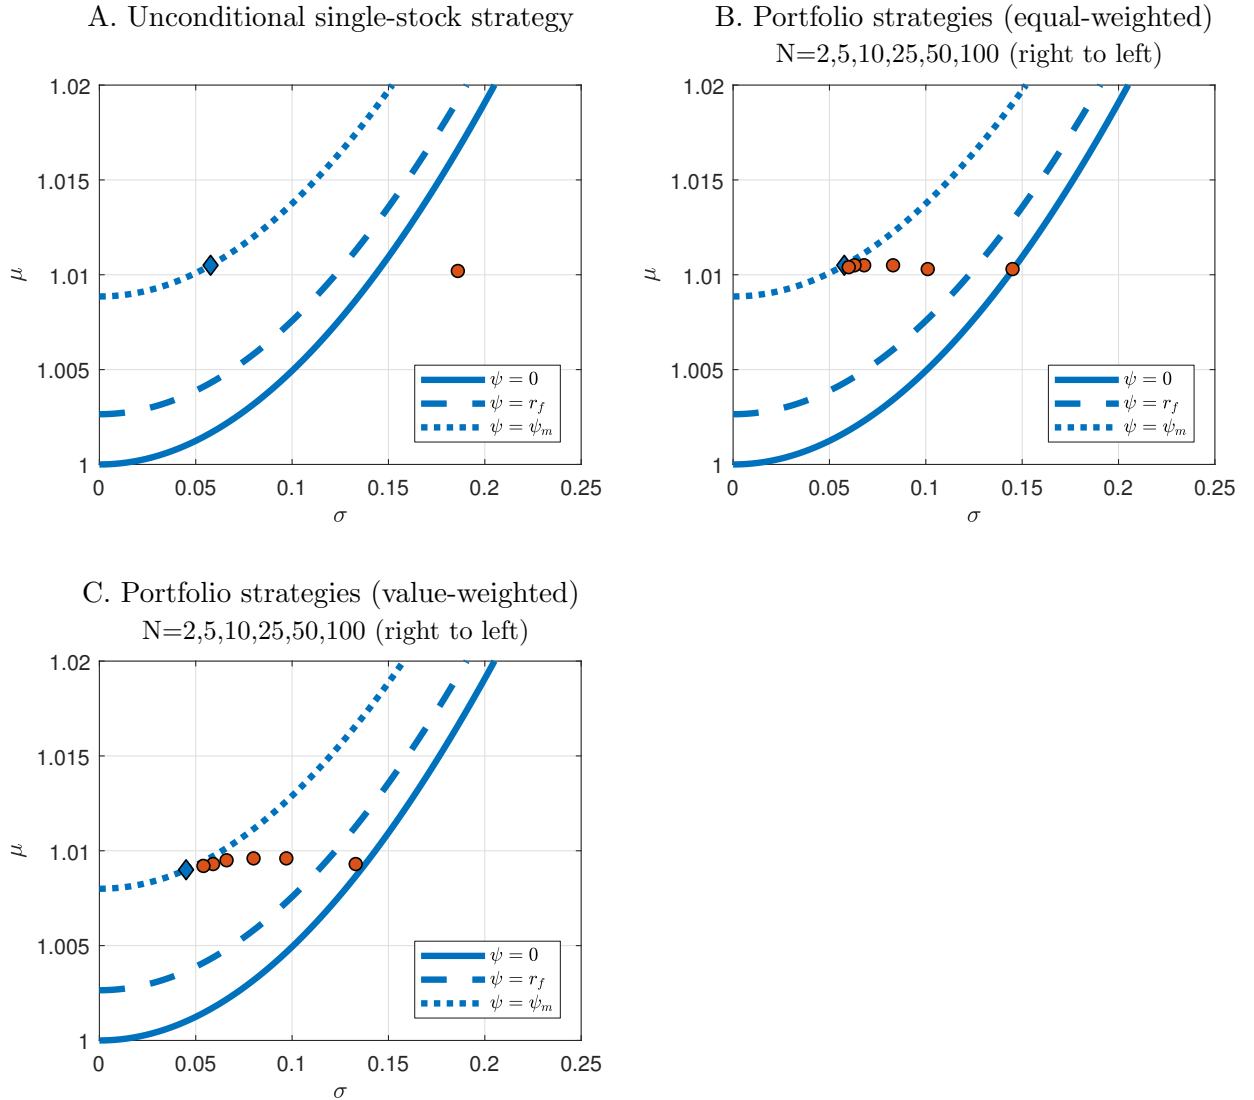 A. Unconditional single-stock strategy
1.02
1.015
1.01
1.005
1
μ
0
0.05
0.1
0.15
0.2
0.25
σ
ψ = 0
ψ = r_f
ψ = ψ_m
B. Portfolio strategies (equal-weighted)
N=2,5,10,25,50,100 (right to left)
1.02
1.015
1.01
1.005
1
μ
0
0.05
0.1
0.15
0.2
0.25
σ
ψ = 0
ψ = r_f
ψ = ψ_m
C. Portfolio strategies (value-weighted)
N=2,5,10,25,50,100 (right to left)
1.02
1.015
1.01
1.005
1
μ
0
0.05
0.1
0.15
0.2
0.25
σ
ψ = 0
ψ = r_f
ψ = ψ_m